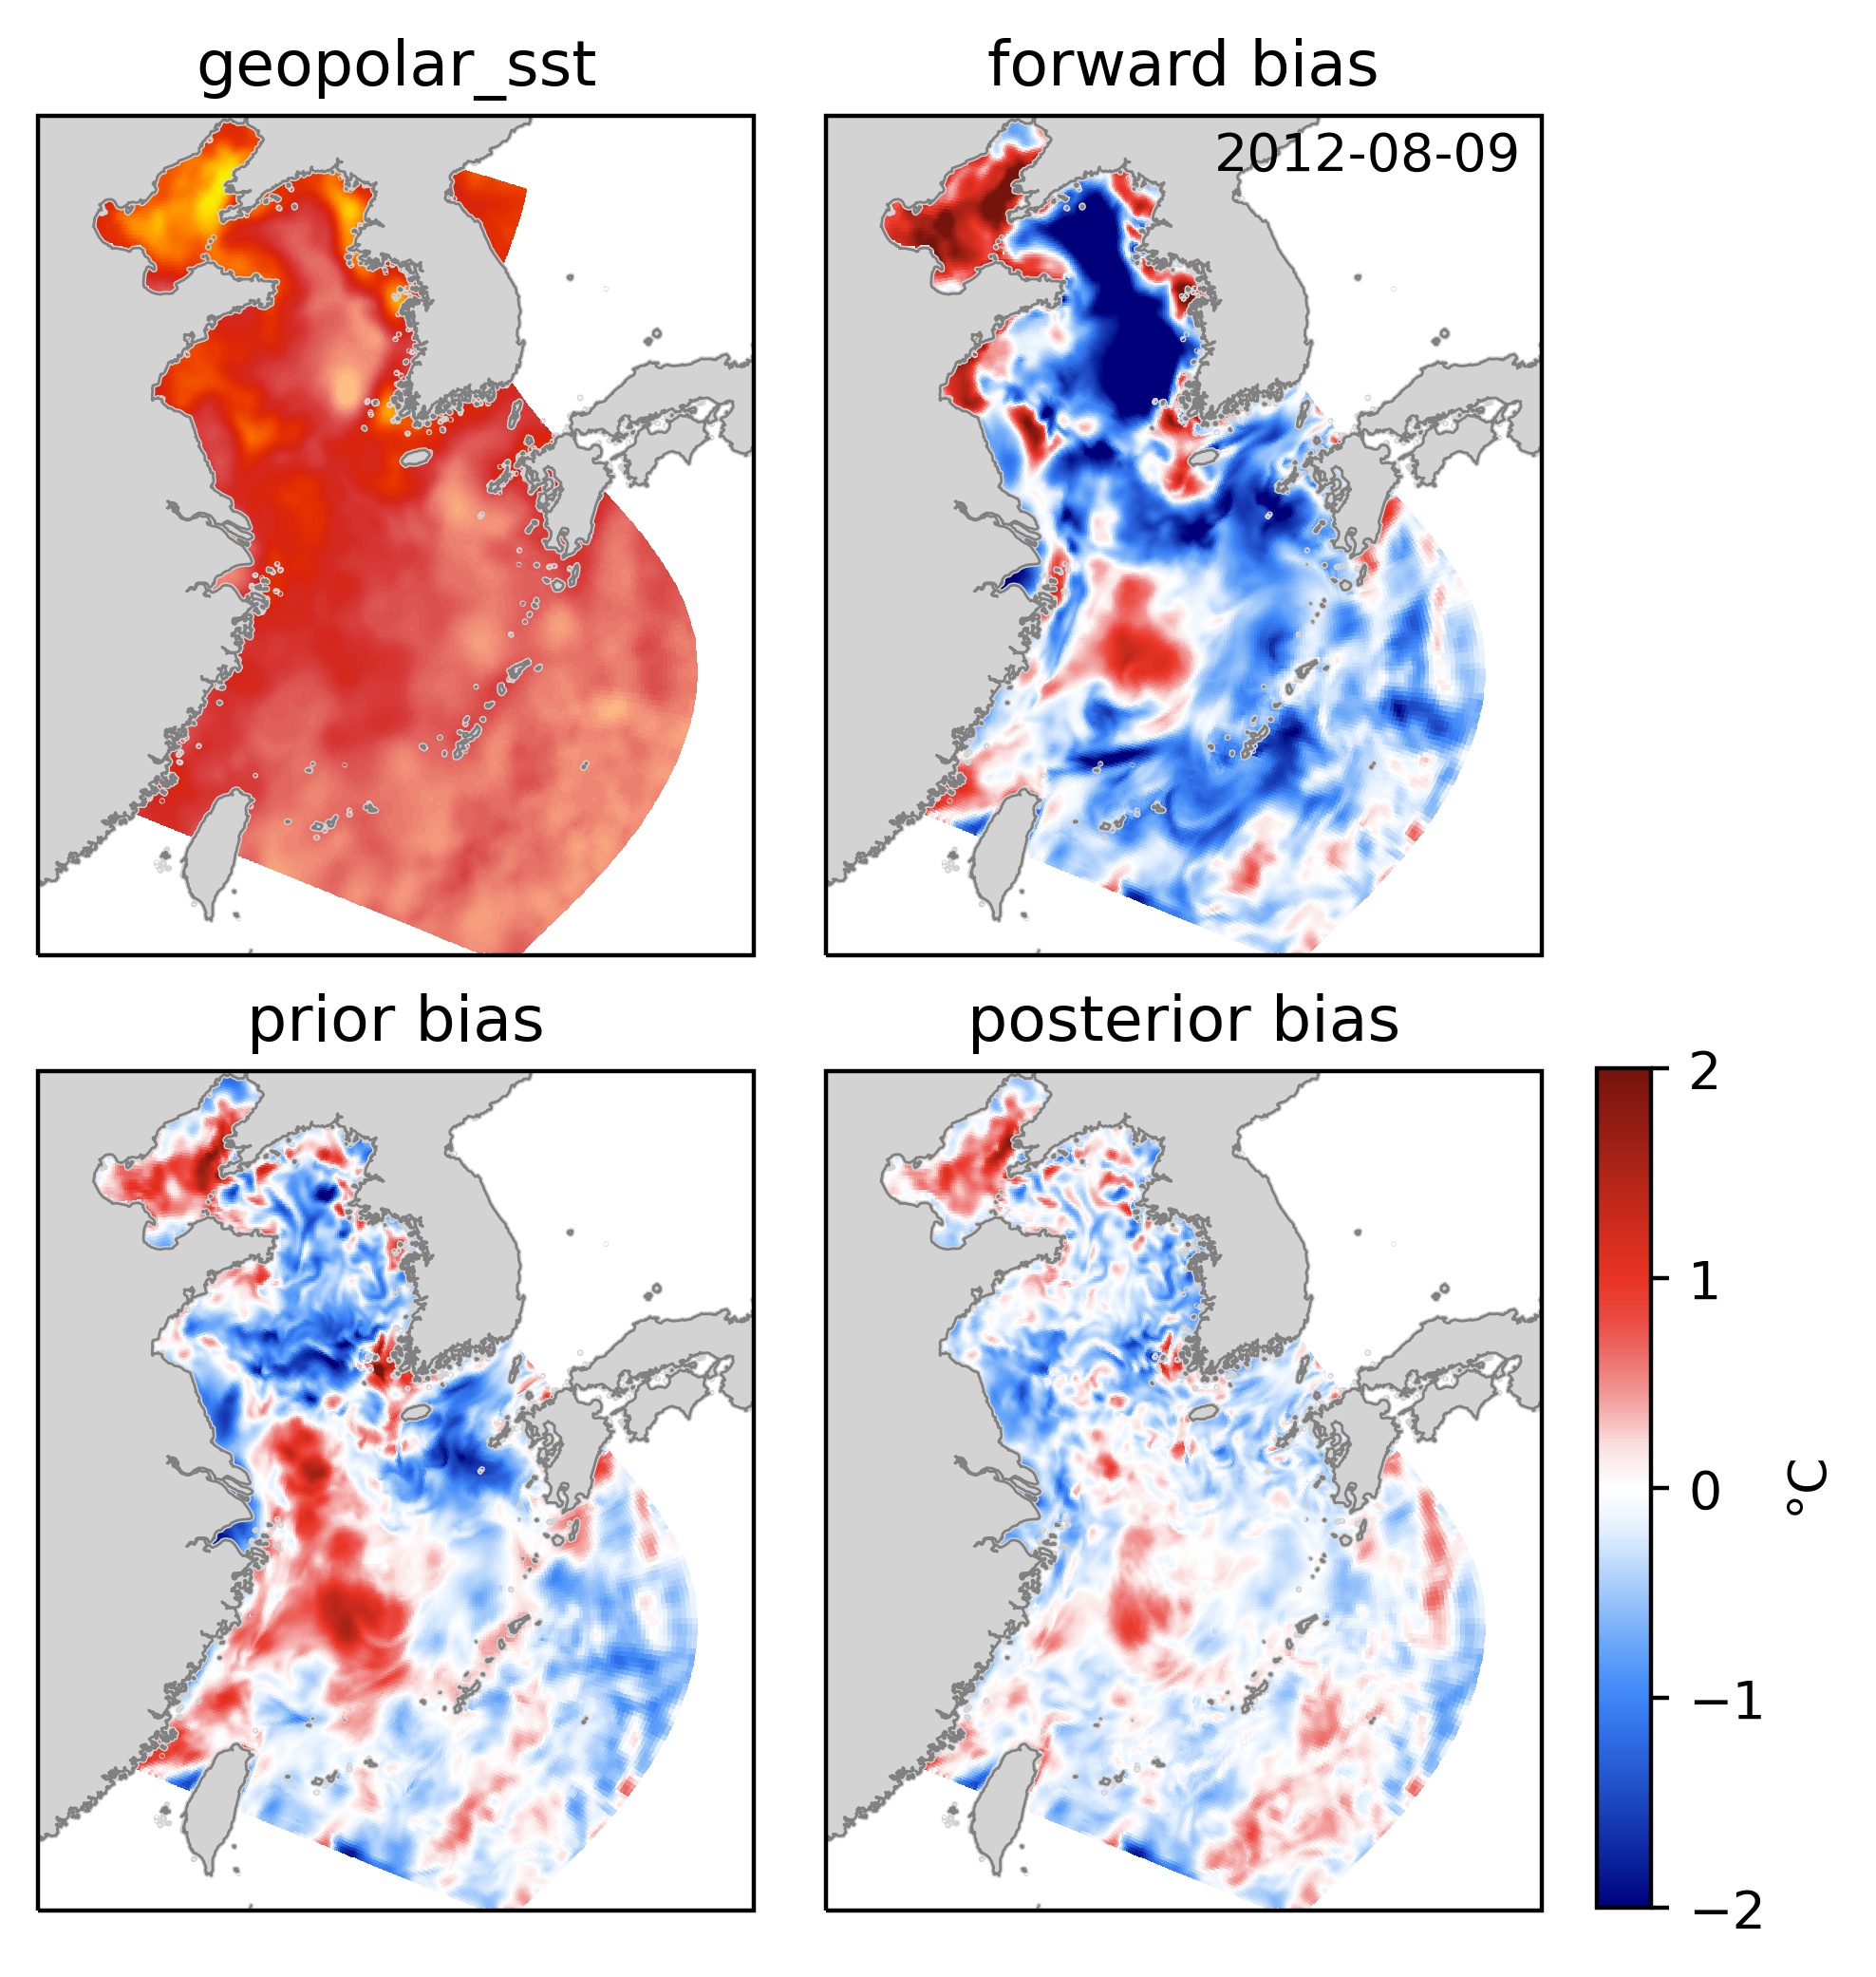 geopolar_sst
forward bias
2012-08-09
prior bias
posterior bias
2
1
0
−1
−2
°C